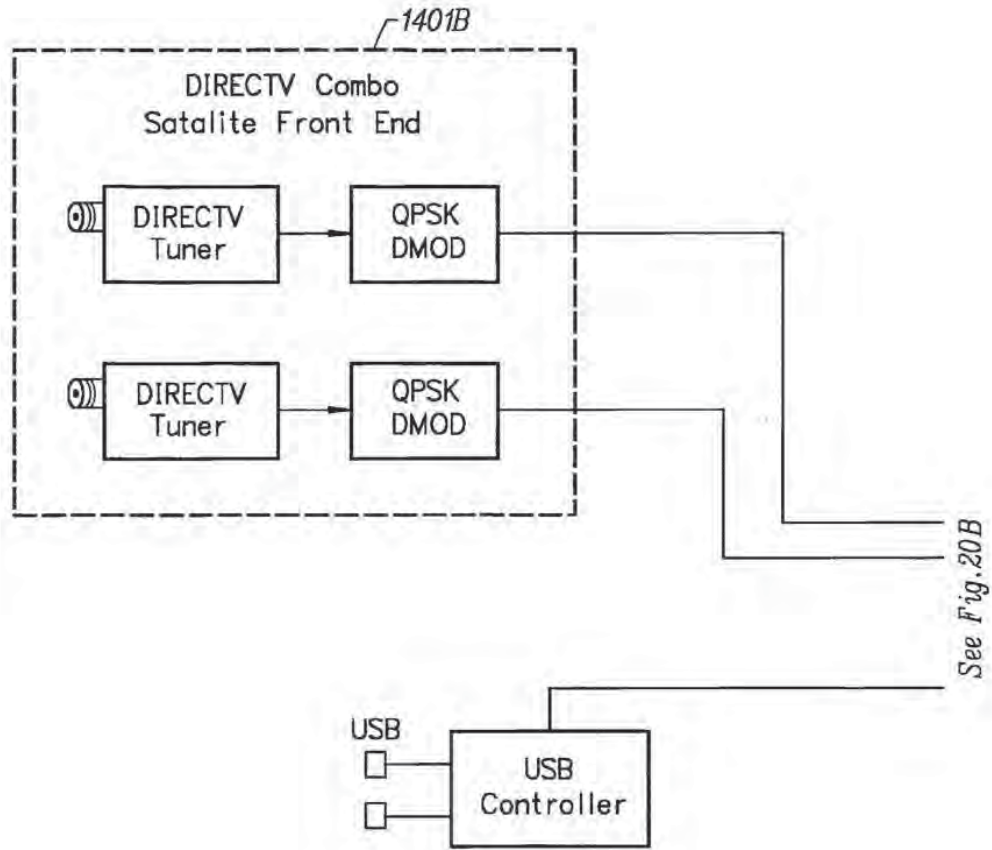 1401B
DIRECTV Combo
Satalite Front End
DIRECTV
Tuner
QPSK
DMOD
DIRECTV
Tuner
QPSK
DMOD
See Fig.20B
USB
USB
Controller